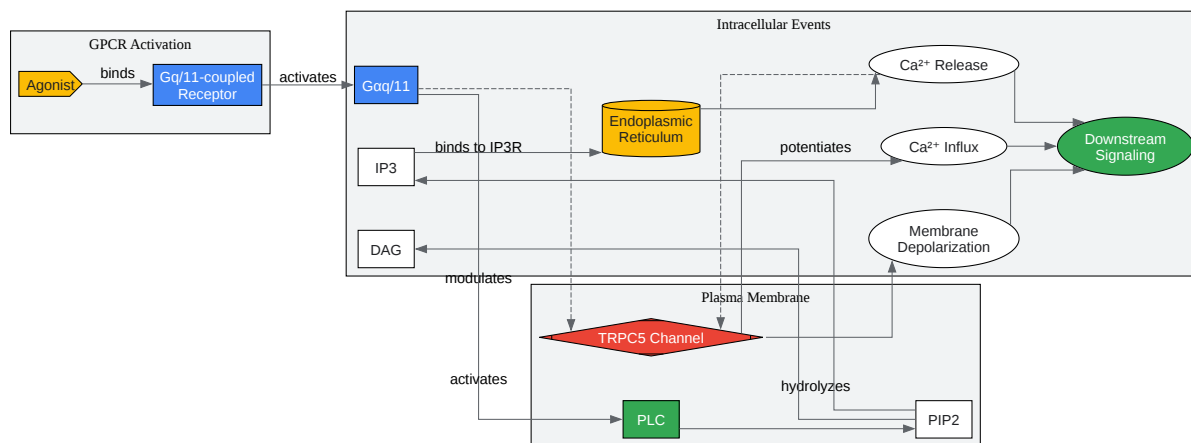 GPCR Activation
Agonist
binds
Gq/11-coupled
Receptor
activates
Intracellular Events
Gαq/11
IP3
binds to IP3R
Endoplasmic
Reticulum
DAG
modulates
Ca²⁺ Release
potentiates
Ca²⁺ Influx
Downstream
Signaling
Membrane
Depolarization
Plasma Membrane
TRPC5 Channel
activates
hydrolyzes
PLC
PIP2